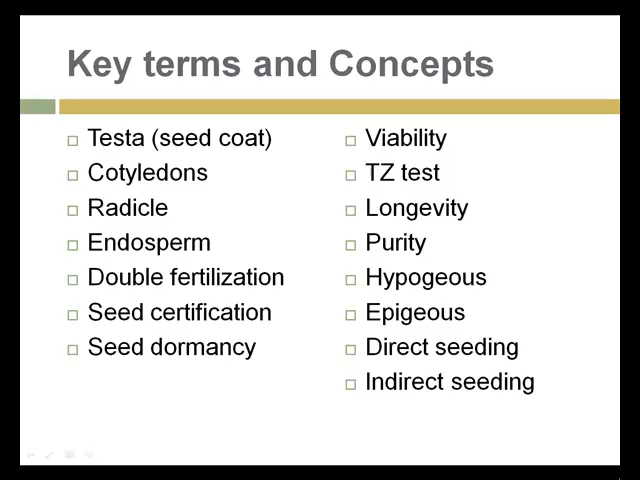 Key terms and Concepts
Testa (seed coat)
Cotyledons
Radicle
Endosperm
Double fertilization
Seed certification
Seed dormancy
Viability
TZ test
Longevity
Purity
Hypogeous
Epigeous
Direct seeding
Indirect seeding